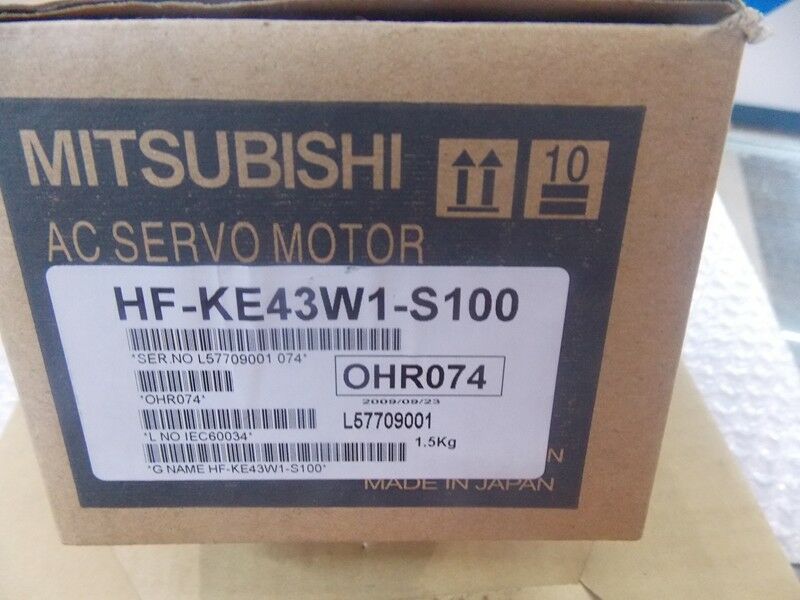 MITSUBISHI
10
AC SERVO MOTOR
HF-KE43W1-S100
*SER.NO L57709001 074*
OHR074
*OHR074*
2009/09/23
L57709001
*L NO IEC60034*
1.5Kg
*G NAME HF-KE43W1-S100*
MADE IN JAPAN